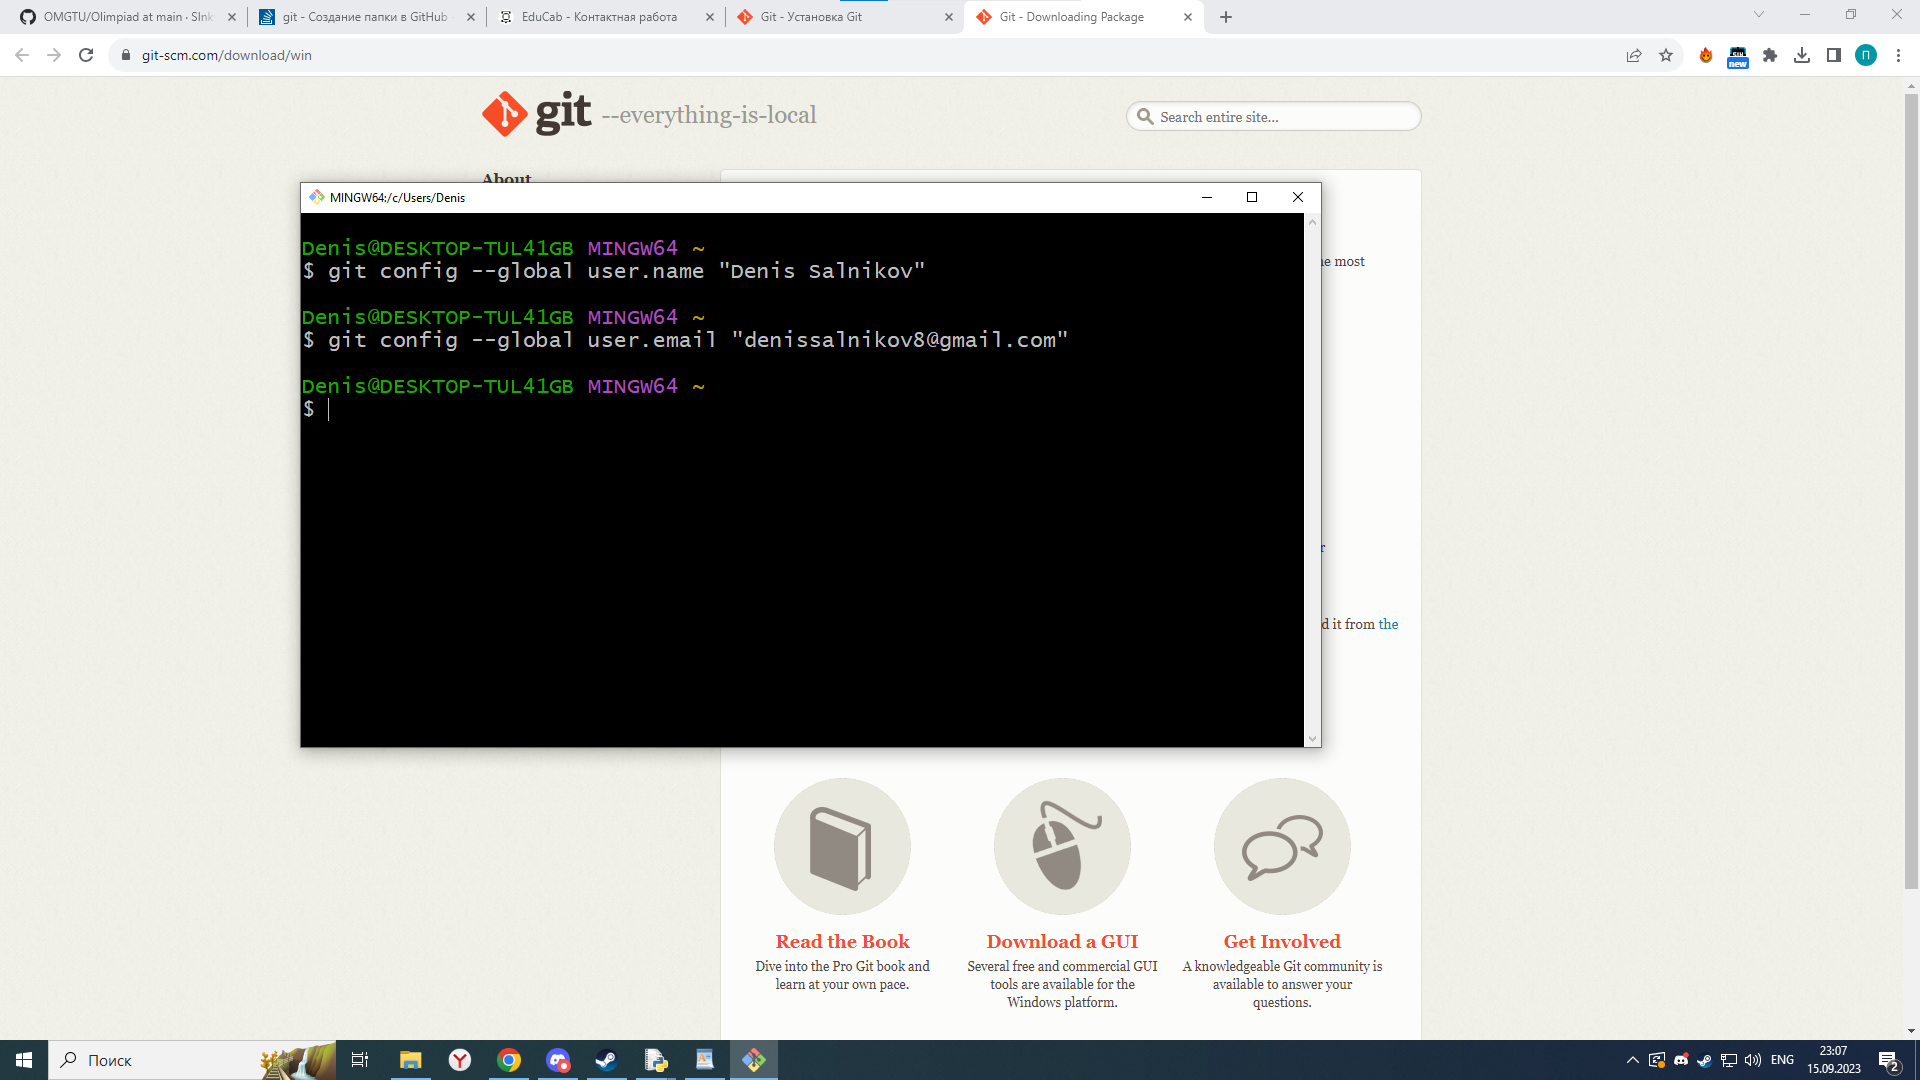 OMGTU/Olimpiad at main · SInk
git - Создание папки в GitHub -
EduCab - Контактная работа
Git - Установка Git
Git - Downloading Package
git-scm.com/download/win
new
П
git --everything-is-local
Search entire site...
About
MINGW64:/c/Users/Denis
Denis@DESKTOP-TUL41GB MINGW64 ~
$ git config --global user.name "Denis Salnikov"
Denis@DESKTOP-TUL41GB MINGW64 ~
$ git config --global user.email "denissalnikov8@gmail.com"
Denis@DESKTOP-TUL41GB MINGW64 ~
$
most
it from the
Read the Book
Dive into the Pro Git book and
learn at your own pace.
Download a GUI
Several free and commercial GUI
tools are available for the
Windows platform.
Get Involved
A knowledgeable Git community is
available to answer your
questions.
Поиск
ENG
23:07
15.09.2023
2